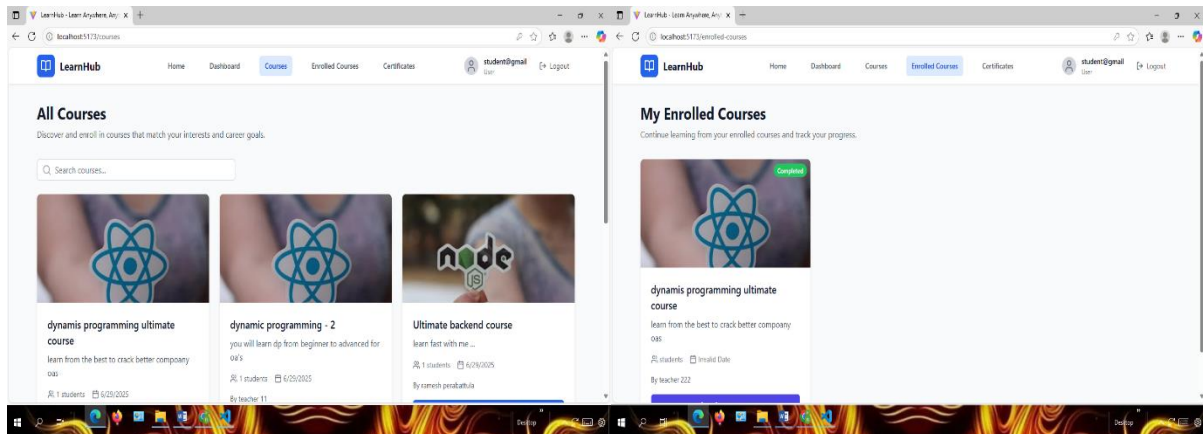 LearnHub - Learn Anywhere, Any
localhost:5173/courses
LearnHub
Home
Dashboard
Courses
Enrolled Courses
Certificates
student@gmail
User
Logout
All Courses
Discover and enroll in courses that match your interests and career goals.
Search courses...
dynamis programming ultimate
course
learn from the best to crack better compoany
oas
1 students
6/29/2025
dynamic programming - 2
you will learn dp from beginner to advanced for
oa's
1 students
6/29/2025
By teacher 11
node
JS
Ultimate backend course
learn fast with me ...
1 students
6/29/2025
By ramesh perabattula
Desktop
LearnHub - Learn Anywhere, Any
localhost:5173/enrolled-courses
LearnHub
Home
Dashboard
Courses
Enrolled Courses
Certificates
student@gmail
User
Logout
My Enrolled Courses
Continue learning from your enrolled courses and track your progress.
Completed
dynamis programming ultimate
course
learn from the best to crack better compoany
oas
students
Invalid Date
By teacher 222
Desktop